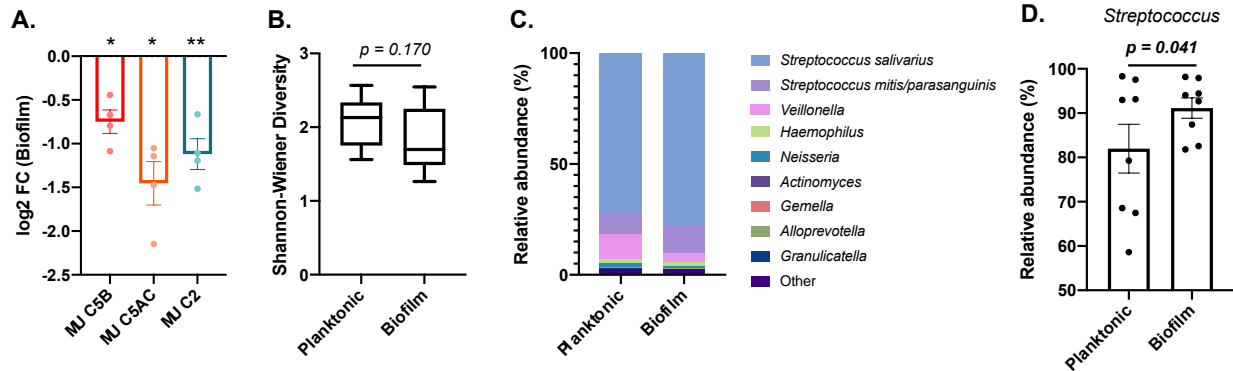 A.
* * **
0.0
-0.5
-1.0
-1.5
-2.0
-2.5
log2 FC (Biofilm)
MJ C5B
MJ C5AC
MJ C2
B.
p = 0.170
3
2
1
0
Shannon-Wiener Diversity
Planktonic
Biofilm
C.
100
50
0
Relative abundance (%)
Planktonic
Biofilm
Streptococcus salivarius
Streptococcus mitis/parasanguinis
Veillonella
Haemophilus
Neisseria
Actinomyces
Gemella
Alloprevotella
Granulicatella
Other
D.
Streptococcus
p = 0.041
100
90
80
70
60
50
Relative abundance (%)
Planktonic
Biofilm